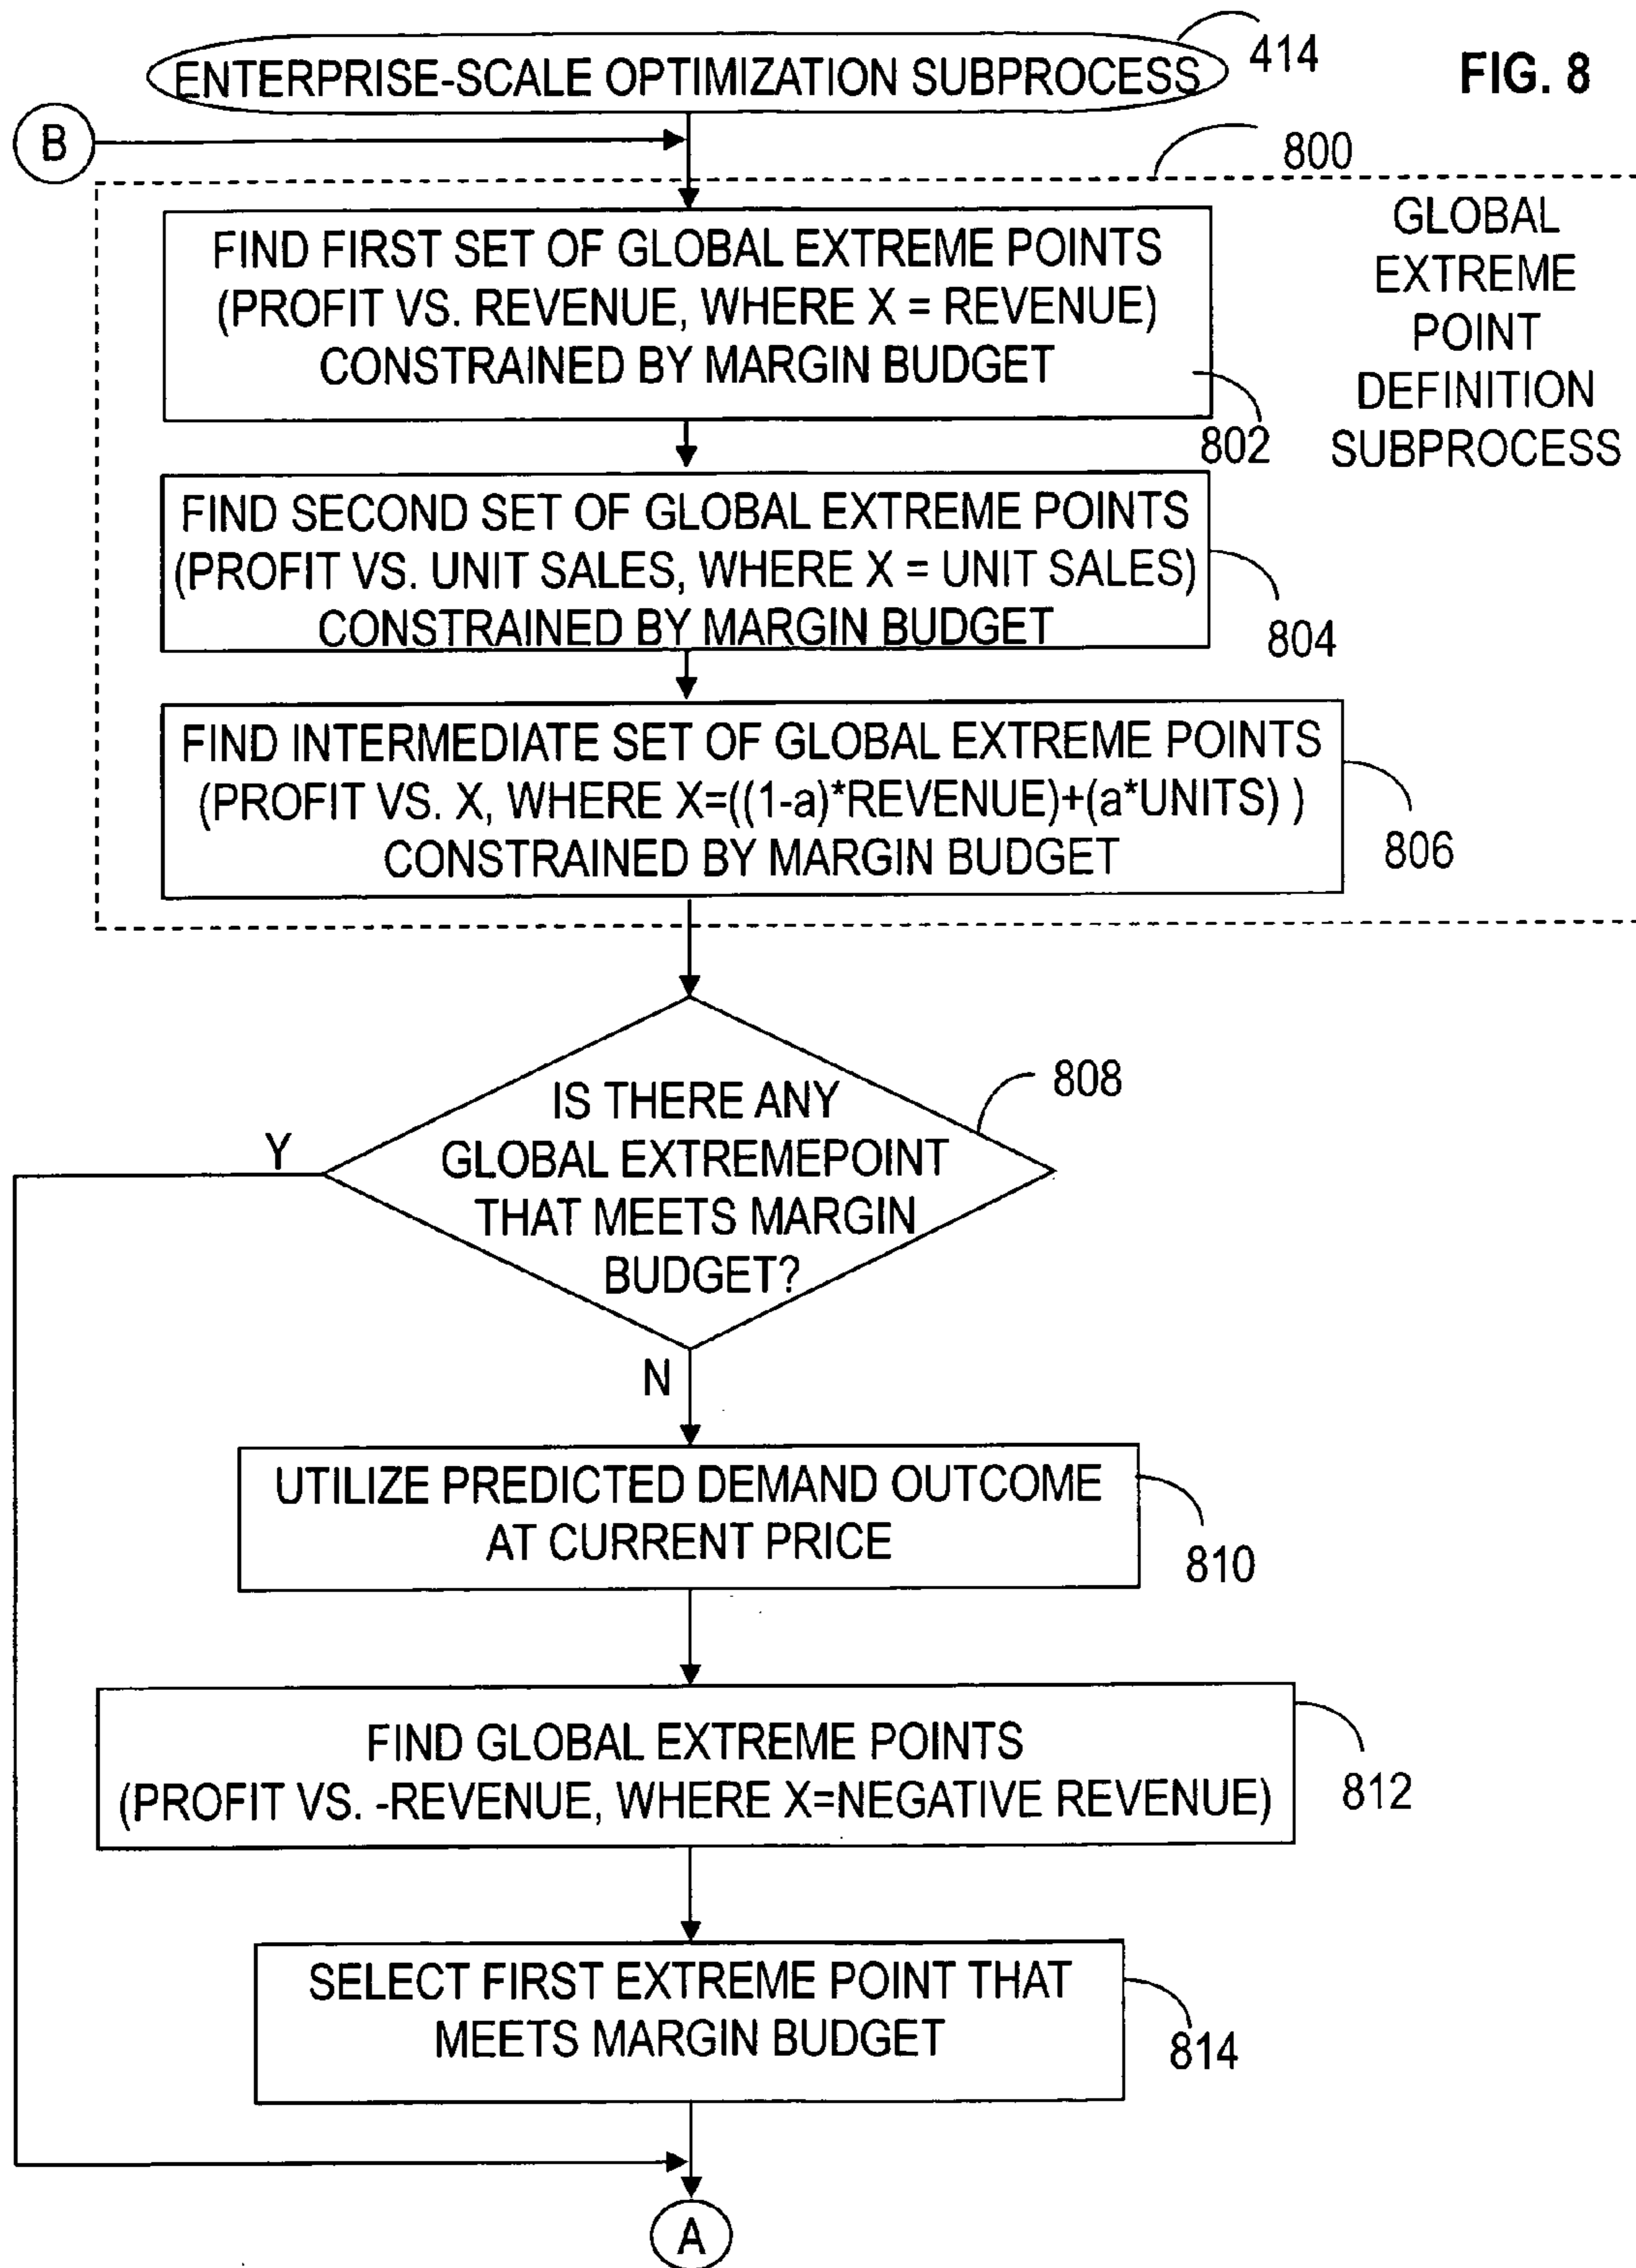 ENTERPRISE-SCALE OPTIMIZATION SUBPROCESS
414
FIG. 8
B
800
GLOBAL
EXTREME
POINT
DEFINITION
SUBPROCESS
FIND FIRST SET OF GLOBAL EXTREME POINTS
(PROFIT VS. REVENUE, WHERE X = REVENUE)
CONSTRAINED BY MARGIN BUDGET
802
FIND SECOND SET OF GLOBAL EXTREME POINTS
(PROFIT VS. UNIT SALES, WHERE X = UNIT SALES)
CONSTRAINED BY MARGIN BUDGET
804
FIND INTERMEDIATE SET OF GLOBAL EXTREME POINTS
(PROFIT VS. X, WHERE X=((1-a)*REVENUE)+(a*UNITS) )
CONSTRAINED BY MARGIN BUDGET
806
IS THERE ANY
GLOBAL EXTREMEPOINT
THAT MEETS MARGIN
BUDGET?
808
Y
N
UTILIZE PREDICTED DEMAND OUTCOME
AT CURRENT PRICE
810
FIND GLOBAL EXTREME POINTS
(PROFIT VS. -REVENUE, WHERE X=NEGATIVE REVENUE)
812
SELECT FIRST EXTREME POINT THAT
MEETS MARGIN BUDGET
814
A